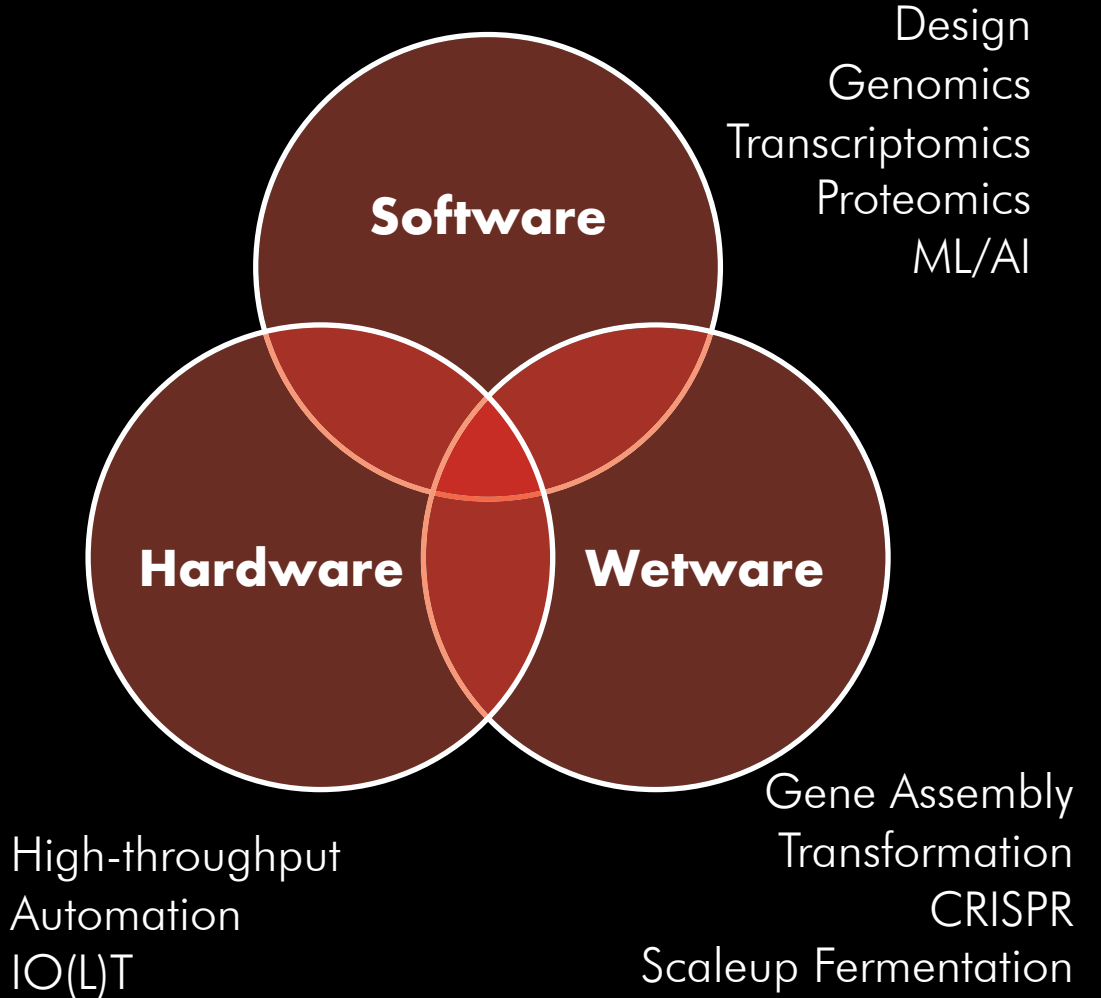 Design
Genomics
Transcriptomics
Proteomics
ML/AI
Software
Hardware
Wetware
High-throughput
Automation
IO(L)T
Gene Assembly
Transformation
CRISPR
Scaleup Fermentation